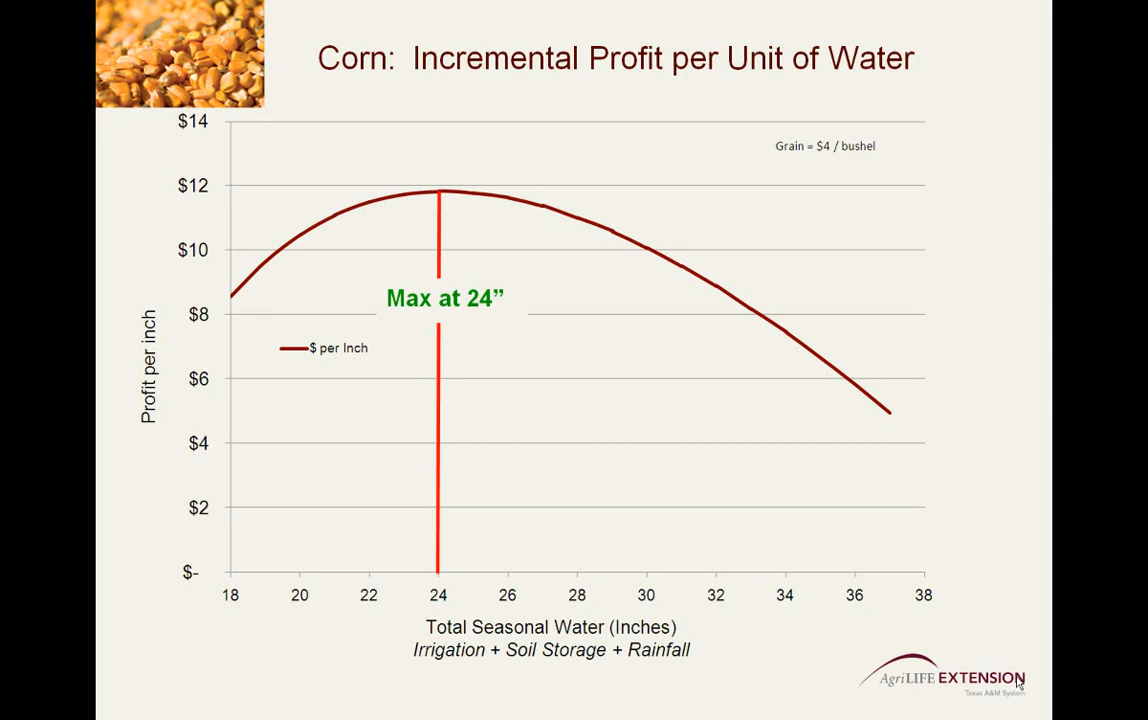 Corn: Incremental Profit per Unit of Water
$14
Grain = $4 / bushel
$12
$10
Max at 24”
$8
$ per Inch
Profit per inch
$6
$4
$2
$-
18 20 22 24 26 28 30 32 34 36 38
Total Seasonal Water (Inches)
Irrigation + Soil Storage + Rainfall
AgriLIFE EXTENSION
Texas A&M System